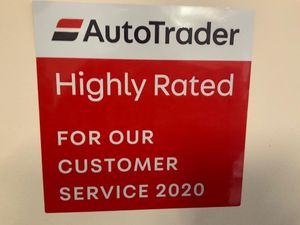 AutoTrader
Highly Rated
FOR OUR
CUSTOMER
SERVICE 2020